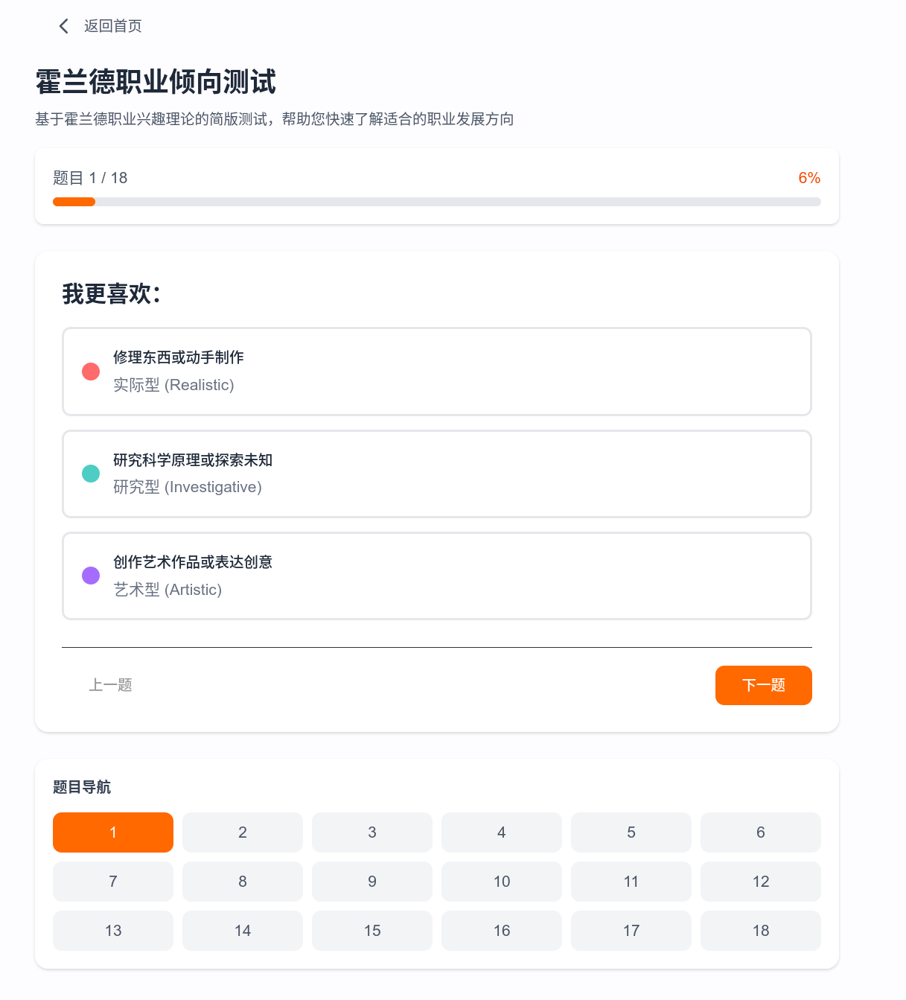 返回首页
霍兰德职业倾向测试
基于霍兰德职业兴趣理论的简版测试，帮助您快速了解适合的职业发展方向
题目 1 / 18
6%
我更喜欢：
修理东西或动手制作
实际型 (Realistic)
研究科学原理或探索未知
研究型 (Investigative)
创作艺术作品或表达创意
艺术型 (Artistic)
上一题
下一题
题目导航
1
2
3
4
5
6
7
8
9
10
11
12
13
14
15
16
17
18